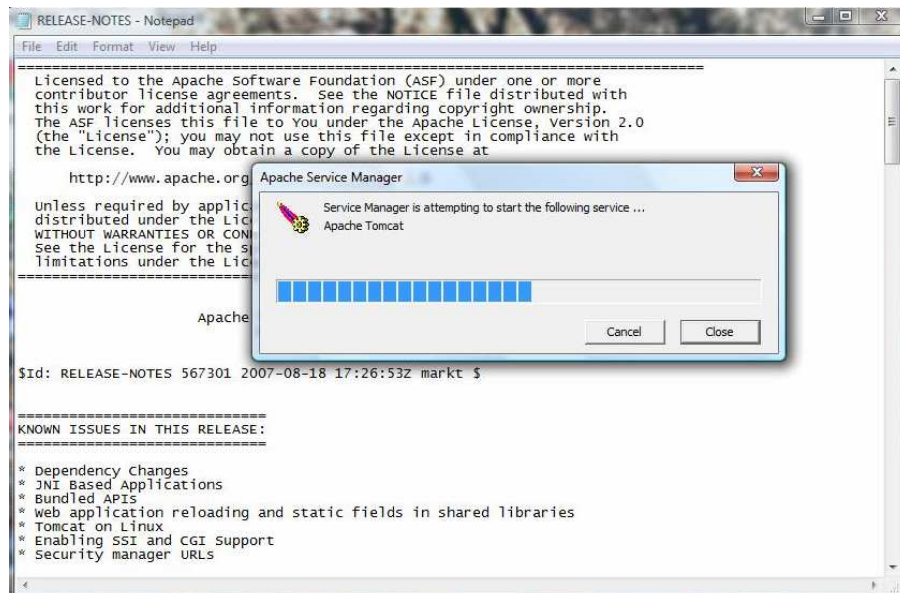 RELEASE-NOTES - Notepad
File Edit Format View Help
================================================================================
Licensed to the Apache Software Foundation (ASF) under one or more
contributor license agreements.  See the NOTICE file distributed with
this work for additional information regarding copyright ownership.
The ASF licenses this file to You under the Apache License, Version 2.0
(the "License"); you may not use this file except in compliance with
the License.  You may obtain a copy of the License at
http://www.apache.org
Unless required by applic
distributed under the Lic
WITHOUT WARRANTIES OR CON
See the License for the s
limitations under the Lic
Apache Service Manager
Service Manager is attempting to start the following service ...
Apache Tomcat
Cancel Close
Apache
$Id: RELEASE-NOTES 567301 2007-08-18 17:26:53Z markt $
=============================
KNOWN ISSUES IN THIS RELEASE:
=============================
* Dependency Changes
* JNI Based Applications
* Bundled APIs
* Web application reloading and static fields in shared libraries
* Tomcat on Linux
* Enabling SSI and CGI Support
* Security manager URLs